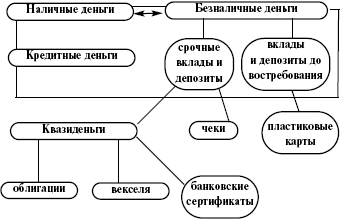 Наличные деньги
Безналичные деньги
Кредитные деньги
срочные
вклады и
депозиты
вклады
и депозиты до
востребования
Квазиденьги
чеки
пластиковые
карты
облигации
векселя
банковские
сертификаты